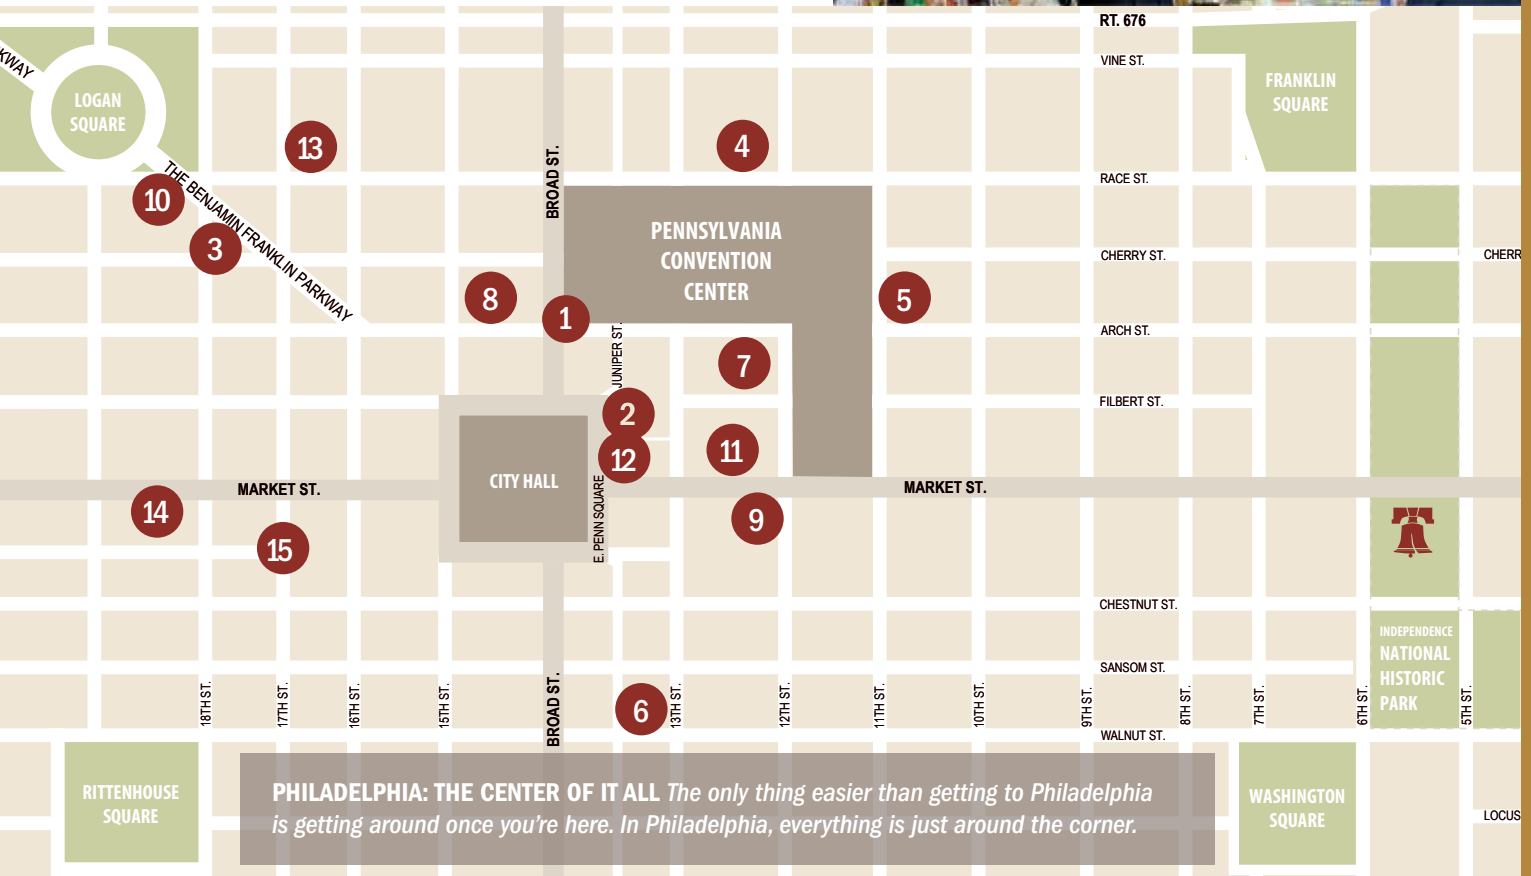 RT. 676
VINE ST.
KWAY
LOGAN
SQUARE
FRANKLIN
SQUARE
13
4
BROAD ST.
THE BENJAMIN FRANKLIN PARKWAY
RACE ST.
10
3
PENNSYLVANIA
CONVENTION
CENTER
CHERRY ST.
CHERR
8
1
5
JUNIPER ST.
ARCH ST.
7
FILBERT ST.
2
12
11
CITY HALL
MARKET ST.
MARKET ST.
E. PENN SQUARE
14
9
15
CHESTNUT ST.
INDEPENDENCE
NATIONAL
HISTORIC
PARK
SANSOM ST.
18TH ST.
17TH ST.
16TH ST.
15TH ST.
BROAD ST.
6
13TH ST.
12TH ST.
11TH ST.
10TH ST.
9TH ST.
8TH ST.
7TH ST.
6TH ST.
5TH ST.
WALNUT ST.
RITTENHOUSE
SQUARE
PHILADELPHIA: THE CENTER OF IT ALL The only thing easier than getting to Philadelphia
is getting around once you're here. In Philadelphia, everything is just around the corner.
WASHINGTON
SQUARE
LOCUS